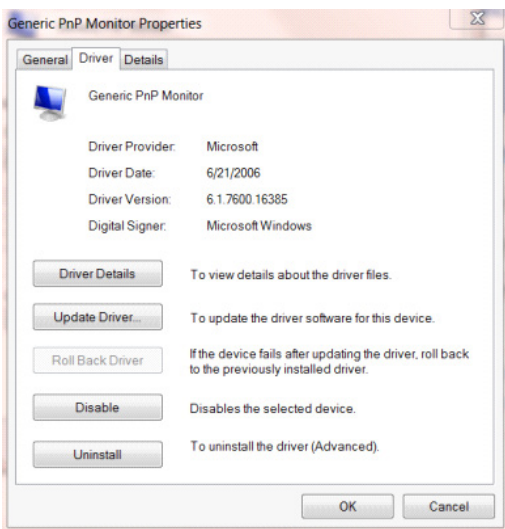 Generic PnP Monitor Properties
General Driver Details
Generic PnP Monitor
Driver Provider: Microsoft
Driver Date: 6/21/2006
Driver Version: 6.1.7600.16385
Digital Signer: Microsoft Windows
Driver Details To view details about the driver files.
Update Driver... To update the driver software for this device.
Roll Back Driver If the device fails after updating the driver, roll back
to the previously installed driver.
Disable Disables the selected device.
Uninstall To uninstall the driver (Advanced).
OK Cancel